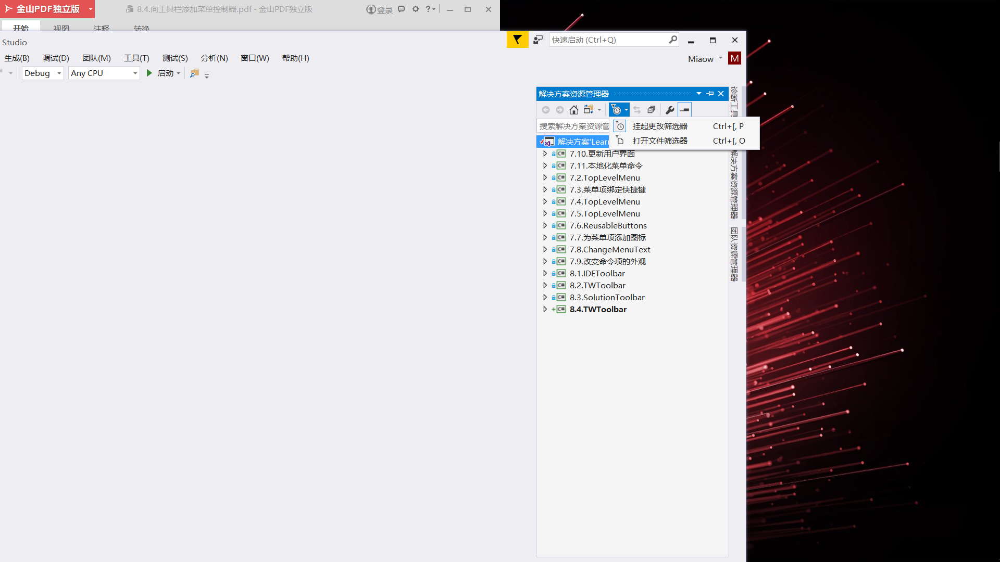 金山PDF独立版
8.4.向工具栏添加菜单控制器.pdf - 金山PDF独立版
登录
开始 视图 注释 转换
Studio
快速启动 (Ctrl+Q)
生成(B) 调试(D) 团队(M) 工具(T) 测试(S) 分析(N) 窗口(W) 帮助(H)
Miaow
M
Debug
Any CPU
启动
解决方案资源管理器
搜索解决方案资源管
挂起更改筛选器 Ctrl+[, P
打开文件筛选器 Ctrl+[, O
解决方案'Lear
7.10.更新用户界面
7.11.本地化菜单命令
7.2.TopLevelMenu
7.3.菜单项绑定快捷键
7.4.TopLevelMenu
7.5.TopLevelMenu
7.6.ReusableButtons
7.7.为菜单项添加图标
7.8.ChangeMenuText
7.9.改变命令项的外观
8.1.IDEToolbar
8.2.TWToolbar
8.3.SolutionToolbar
8.4.TWToolbar
诊断工具
解决方案资源管理器
团队资源管理器